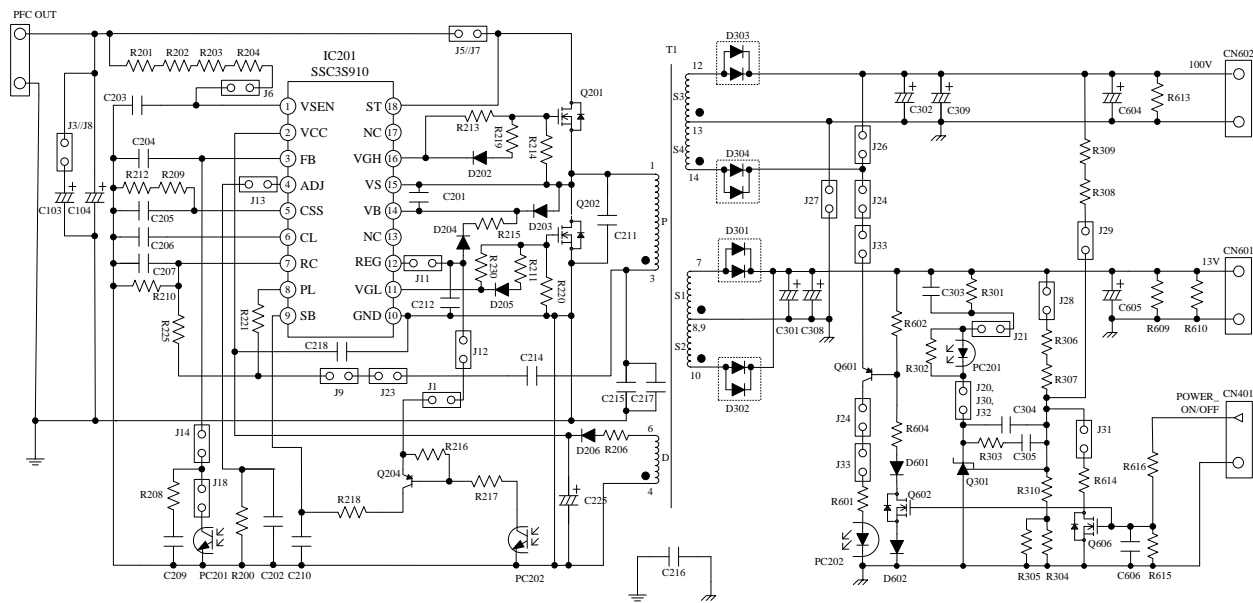 PFC OUT
R201
R202
R203
R204
J5//J7
J6
IC201
SSC3S910
C203
1 VSEN
2 VCC
3 FB
4 ADJ
5 CSS
6 CL
7 RC
8 PL
9 SB
ST 18
NC 17
VGH 16
VS 15
VB 14
NC 13
REG 12
VGL 11
GND 10
J3//J8
C103
C104
C204
R212
R209
J13
C205
C206
C207
R210
R225
R221
C218
J9
J23
C214
J1
J11
J12
C212
C201
D204
R215
D203
R213
R219
R214
D202
Q201
Q202
C211
R230
R211
R220
D205
C215
C217
T1
1
P
3
6
D
4
D206
R206
C225
J14
J18
R208
C209
PC201
R200
C202
C210
R218
Q204
R216
R217
PC202
C216
12
S3
13
S4
14
7
S1
8,9
S2
10
D303
D304
D301
D302
J27
J26
J24
J33
C302
C309
R309
R308
J29
C604
R613
100V
CN602
C301
C308
R602
C303
R301
J21
R302
PC201
J28
R306
R307
C605
R609
R610
13V
CN601
Q601
J24
J33
R601
PC202
R604
D601
Q602
D602
J20,
J30,
J32
C304
R303
C305
Q301
R310
R305
R304
J31
R614
Q606
C606
R615
R616
POWER_
ON/OFF
CN401